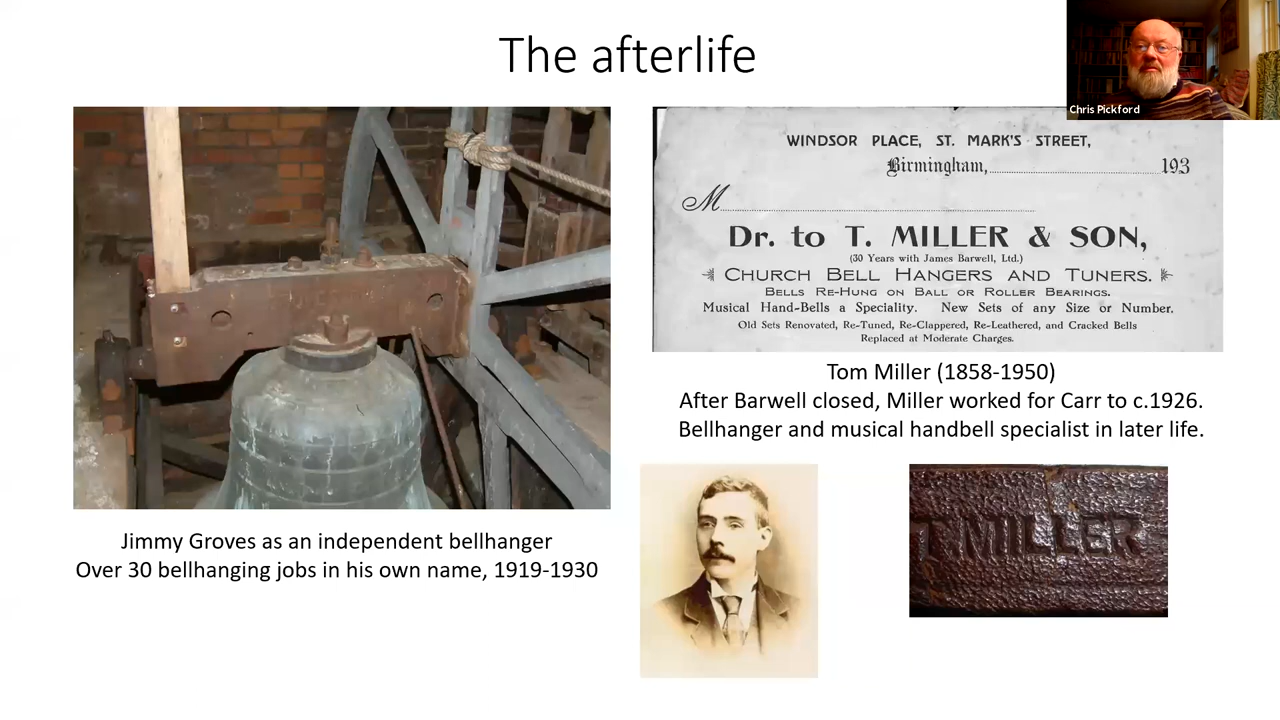 The afterlife
Chris Pickford
WINDSOR PLACE, ST. MARK'S STREET,
Birmingham, 193
M
Dr. to T. MILLER & SON,
(30 Years with James Barwell, Ltd.)
CHURCH BELL HANGERS AND TUNERS.
BELLS RE-HUNG ON BALL OR ROLLER BEARINGS.
Musical Hand-Bells a Speciality. New Sets of any Size or Number.
Old Sets Renovated, Re-Tuned, Re-Clappered, Re-Leathered, and Cracked Bells
Replaced at Moderate Charges.
Tom Miller (1858-1950)
After Barwell closed, Miller worked for Carr to c.1926.
Bellhanger and musical handbell specialist in later life.
T MILLER
Jimmy Groves as an independent bellhanger
Over 30 bellhanging jobs in his own name, 1919-1930